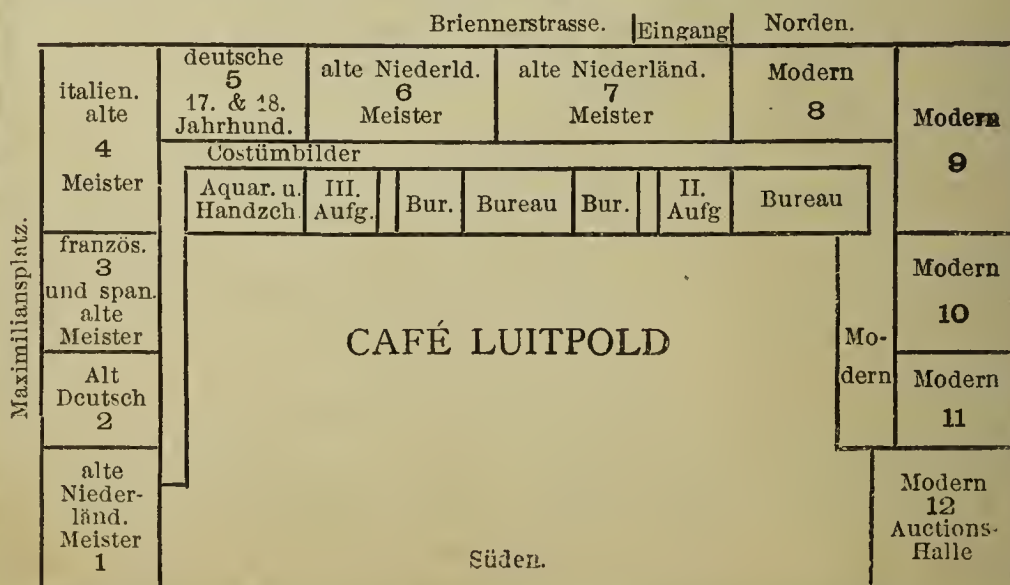 Briennerstrasse.
Eingang
Norden.
italien.
alte
4
Meister
deutsche
5
17. & 18.
Jahrhund.
alte Niederld.
6
Meister
alte Niederländ.
7
Meister
Modern
8
Modern
9
Costümbilder
Aquar. u.
Handzch.
III.
Aufg.
Bur.
Bureau
Bur.
II.
Aufg
Bureau
Maximiliansplatz.
französ.
3
und span.
alte
Meister
Alt
Deutsch
2
alte
Nieder-
länd.
Meister
1
CAFÉ LUITPOLD
Mo-
dern
Modern
10
Modern
11
Modern
12
Auctions-
Halle
Süden.